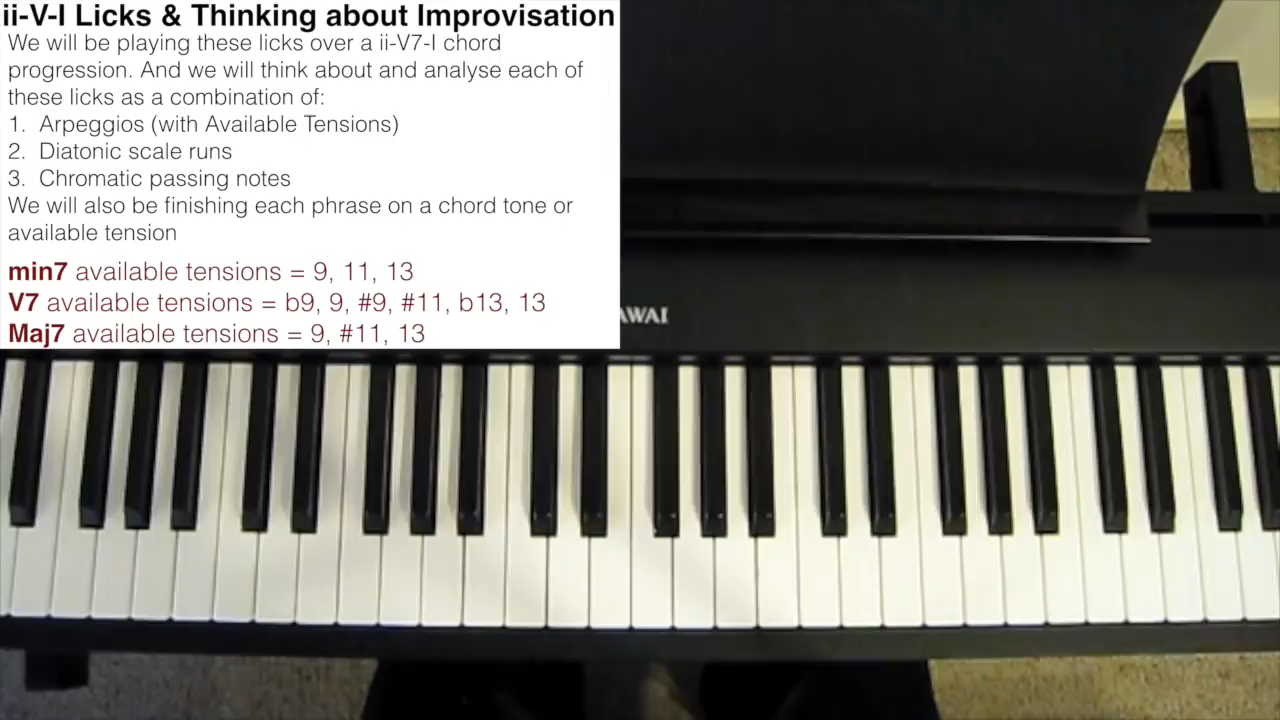 ii-V-I Licks & Thinking about Improvisation
We will be playing these licks over a ii-V7-I chord
progression. And we will think about and analyse each of
these licks as a combination of:
1. Arpeggios (with Available Tensions)
2. Diatonic scale runs
3. Chromatic passing notes
We will also be finishing each phrase on a chord tone or
available tension
min7 available tensions = 9, 11, 13
V7 available tensions = b9, 9, #9, #11, b13, 13
Maj7 available tensions = 9, #11, 13
AWAI